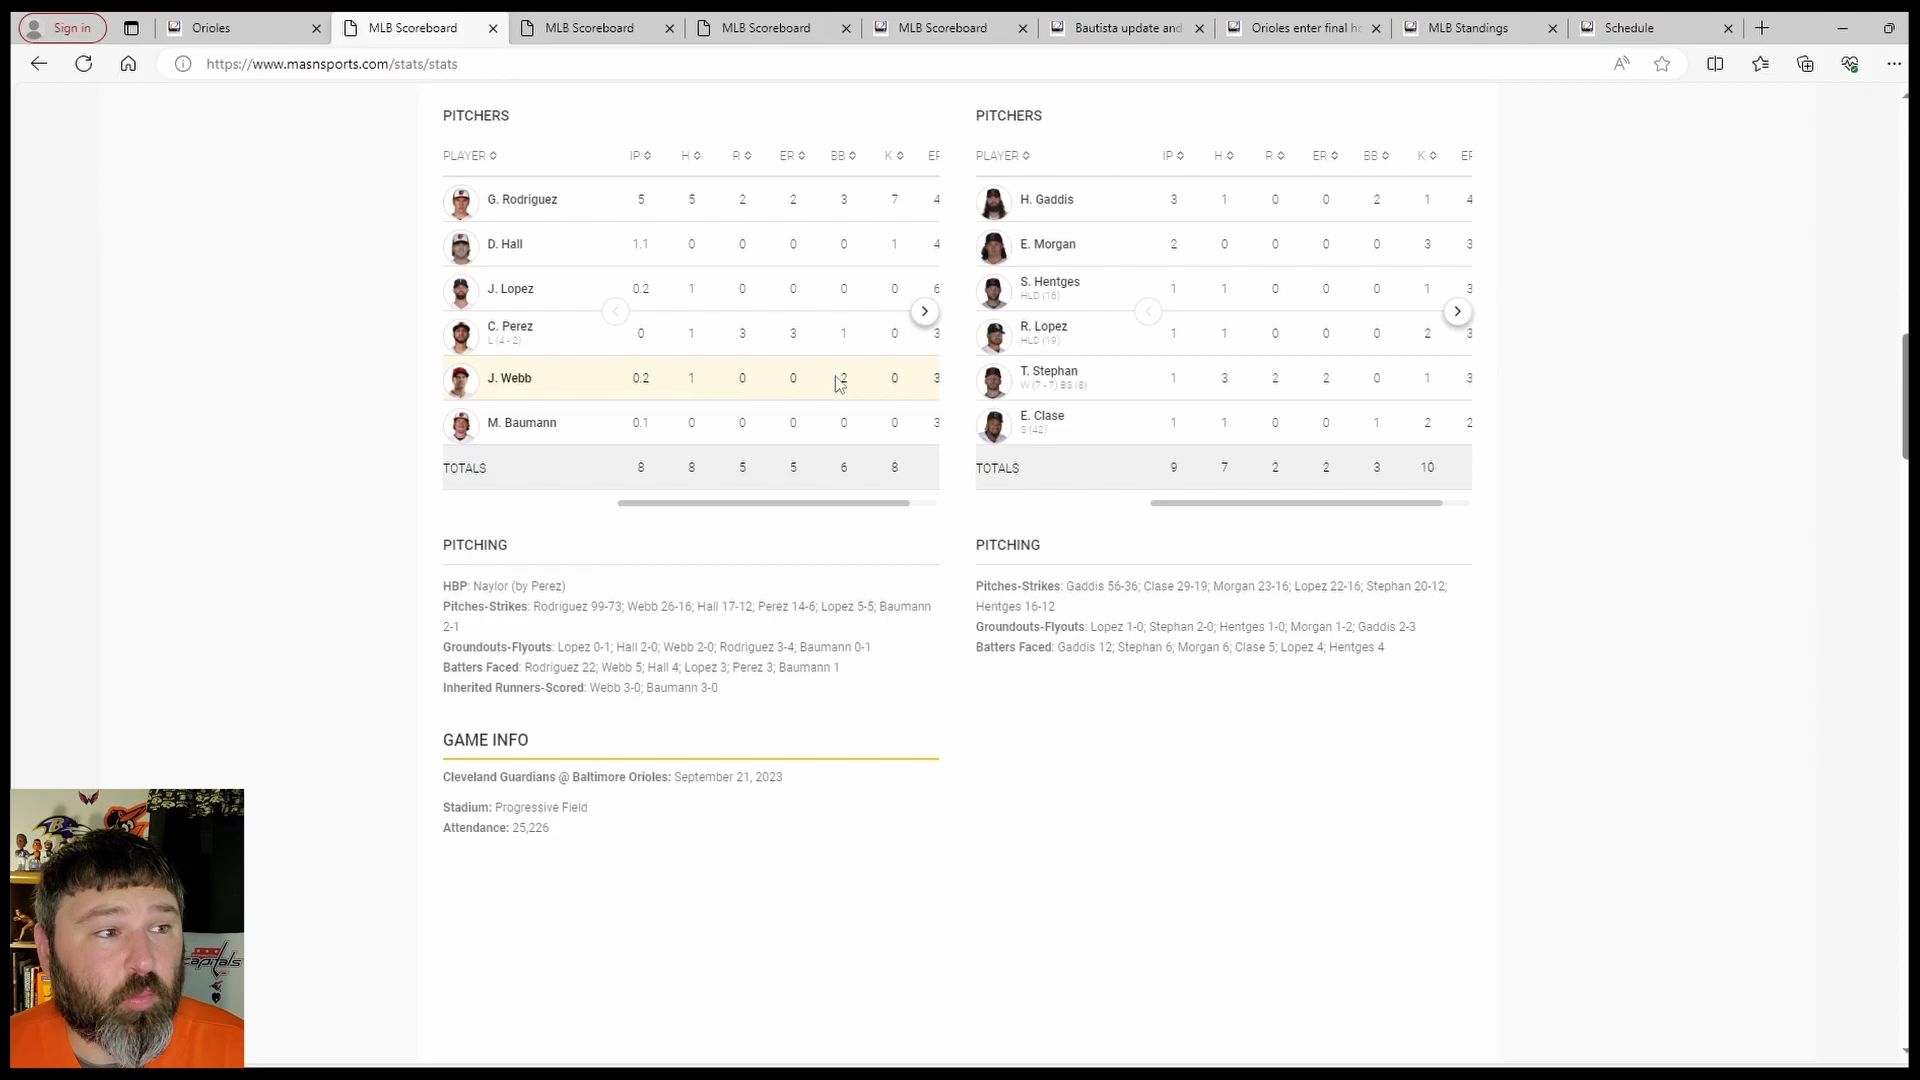 Sign in
Orioles
MLB Scoreboard
MLB Scoreboard
MLB Scoreboard
MLB Scoreboard
Bautista update and
Orioles enter final h
MLB Standings
Schedule
https://www.masnsports.com/stats/stats
PITCHERS
PLAYER IP H R ER BB K
G. Rodriguez 5 5 2 2 3 7 4
D. Hall 1.1 0 0 0 0 1 4
J. Lopez 0.2 1 0 0 0 0 6
C. Perez 0 1 3 3 1 0 3
L (4 - 2)
J. Webb 0.2 1 0 0 2 0 3
M. Baumann 0.1 0 0 0 0 0 3
TOTALS 8 8 5 5 6 8
PITCHING
HBP: Naylor (by Perez)
Pitches-Strikes: Rodriguez 99-73; Webb 26-16; Hall 17-12; Perez 14-6; Lopez 5-5; Baumann
2-1
Groundouts-Flyouts: Lopez 0-1; Hall 2-0; Webb 2-0; Rodriguez 3-4; Baumann 0-1
Batters Faced: Rodriguez 22; Webb 5; Hall 4; Lopez 3; Perez 3; Baumann 1
Inherited Runners-Scored: Webb 3-0; Baumann 3-0
GAME INFO
Cleveland Guardians @ Baltimore Orioles: September 21, 2023
Stadium: Progressive Field
Attendance: 25,226
PITCHERS
PLAYER IP H R ER BB K
H. Gaddis 3 1 0 0 2 1 4
E. Morgan 2 0 0 0 0 3 3
S. Hentges 1 1 0 0 0 1 3
HLD (16)
R. Lopez 1 1 0 0 0 2 3
HLD (19)
T. Stephan 1 3 2 2 0 1 3
W (7 - 7) BS (8)
E. Clase 1 1 0 0 1 2 2
S (42)
TOTALS 9 7 2 2 3 10
PITCHING
Pitches-Strikes: Gaddis 56-36; Clase 29-19; Morgan 23-16; Lopez 22-16; Stephan 20-12;
Hentges 16-12
Groundouts-Flyouts: Lopez 1-0; Stephan 2-0; Hentges 1-0; Morgan 1-2; Gaddis 2-3
Batters Faced: Gaddis 12; Stephan 6; Morgan 6; Clase 5; Lopez 4; Hentges 4
capitals